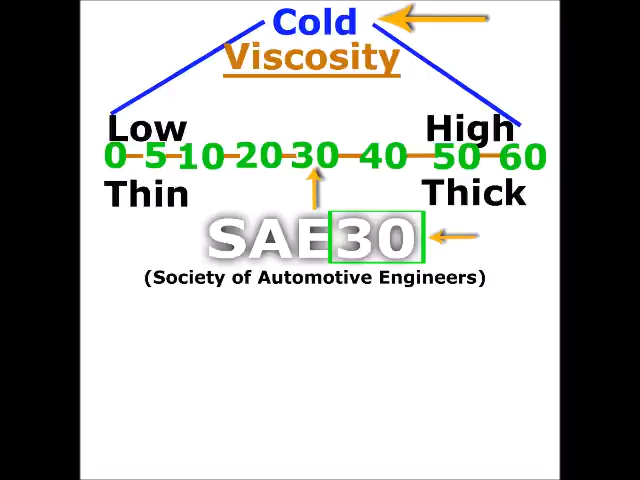 Cold
Viscosity
Low High
0 5 10 20 30 40 50 60
Thin Thick
SAE30
(Society of Automotive Engineers)